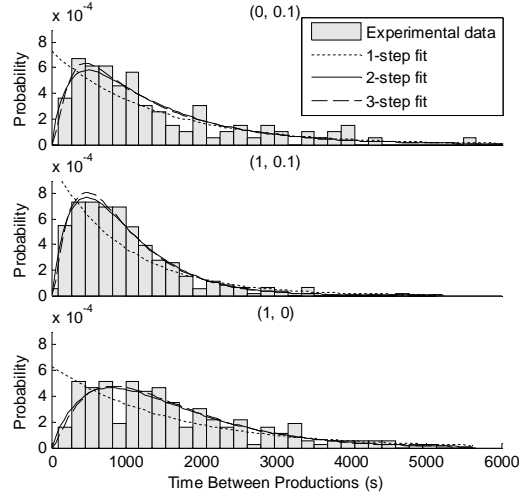 x 10⁻⁴
(0, 0.1)
8
6
4
2
0
Probability
Experimental data
1-step fit
2-step fit
3-step fit
x 10⁻⁴
(1, 0.1)
8
6
4
2
0
Probability
x 10⁻⁴
(1, 0)
8
6
4
2
0
Probability
0 1000 2000 3000 4000 5000 6000
Time Between Productions (s)